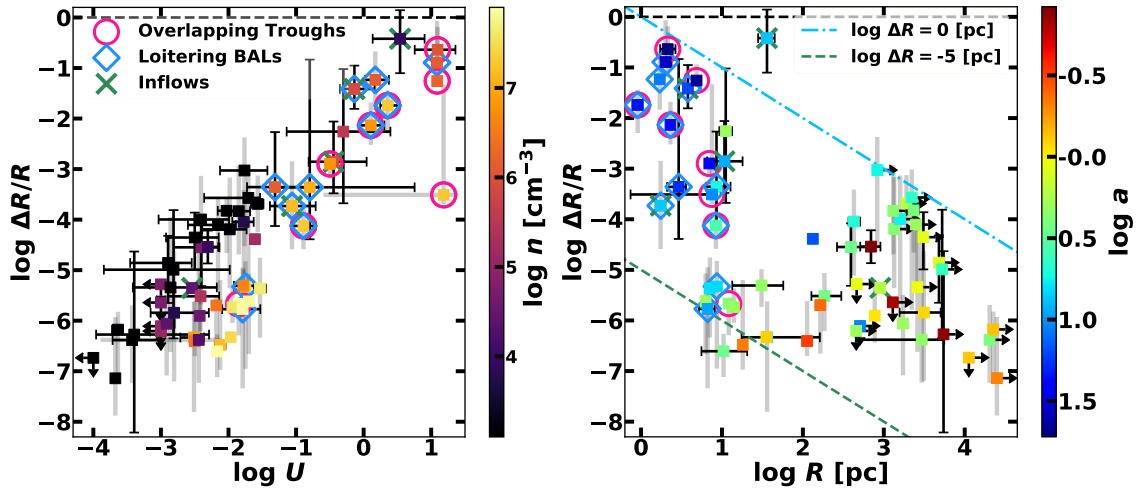 0
−1
−2
−3
−4
−5
−6
−7
−8
log ΔR/R
−4 −3 −2 −1 0 1
log U
Overlapping Troughs
Loitering BALs
Inflows
7
6
5
4
log n [cm⁻³]
0
−1
−2
−3
−4
−5
−6
−7
−8
log ΔR/R
0 1 2 3 4
log R [pc]
log ΔR = 0 [pc]
log ΔR = -5 [pc]
−0.5
−0.0
0.5
1.0
1.5
log a